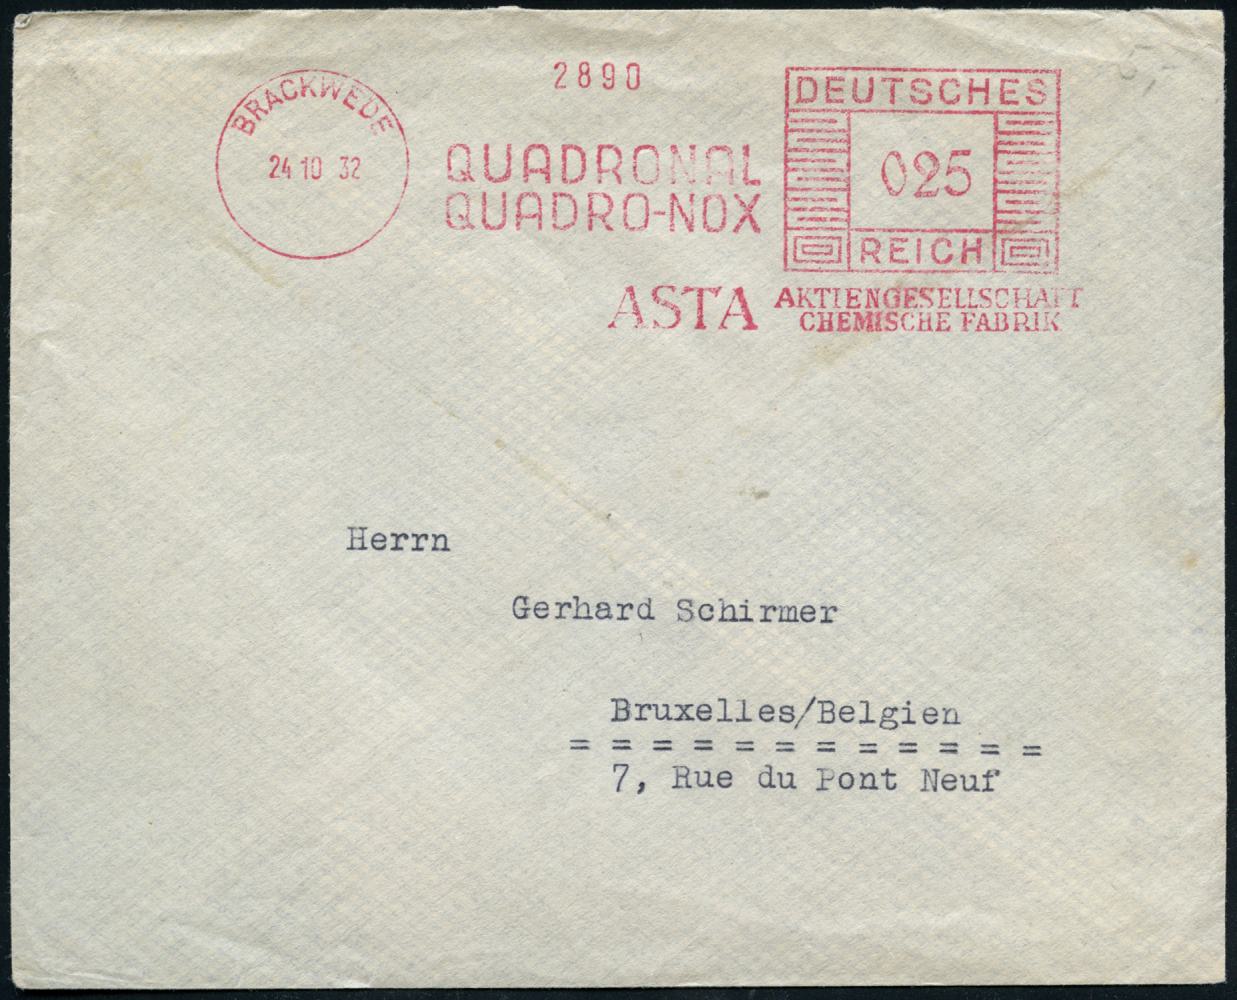 2890
BRACKWEDE
24 10 32
QUADRONAL
QUADRO-NOX
DEUTSCHES
025
REICH
ASTA AKTIENGESELLSCHAFT
CHEMISCHE FABRIK
5,-
Herrn
Gerhard Schirmer
Bruxelles/Belgien
= = = = = = = = = = = =
7, Rue du Pont Neuf